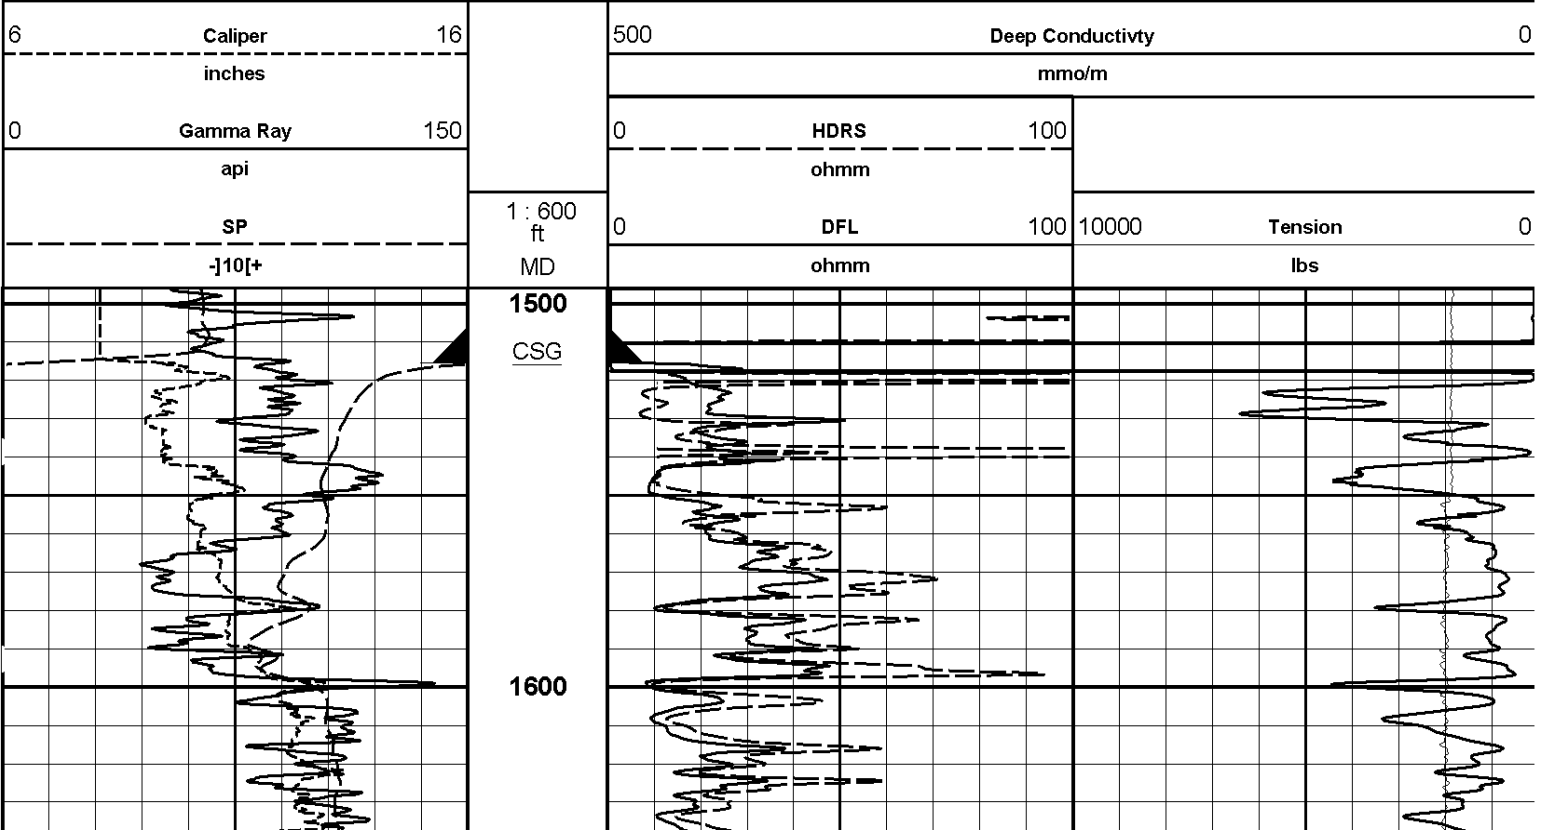 6 Caliper 16
inches
0 Gamma Ray 150
api
SP
-]10[+
1 : 600
ft
MD
500 Deep Conductivty 0
mmo/m
0 HDRS 100
ohmm
0 DFL 100
ohmm
10000 Tension 0
lbs
1500
CSG
1600